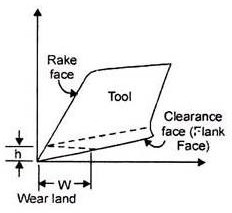 Rake
face
Tool
Clearance
face (Flank
Face)
h
W
Wear land